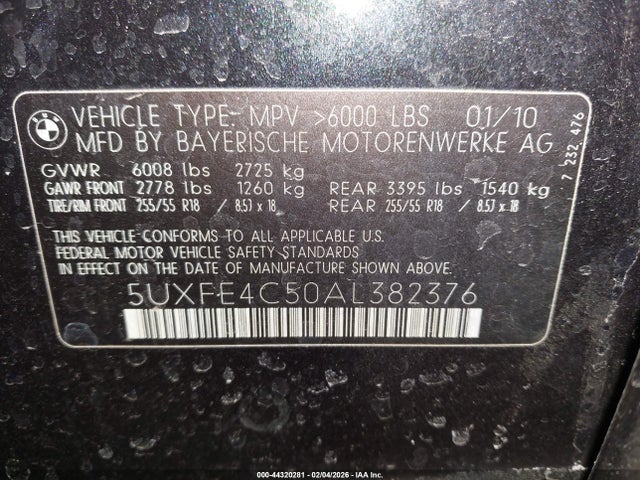 BMW
VEHICLE TYPE- MPV >6000 LBS 01/10
MFD BY BAYERISCHE MOTORENWERKE AG
GVWR 6008 lbs 2725 kg
GAWR FRONT 2778 lbs 1260 kg REAR 3395 lbs 1540 kg
TIRE/RIM FRONT 255/55 R18 / 8.5J x 18 REAR 255/55 R18 / 8.5J x 18
THIS VEHICLE CONFORMS TO ALL APPLICABLE U.S.
FEDERAL MOTOR VEHICLE SAFETY STANDARDS
IN EFFECT ON THE DATE OF MANUFACTURE SHOWN ABOVE.
5UXFE4C50AL382376
7 232 476
000-44320281 - 02/04/2026 - IAA Inc.